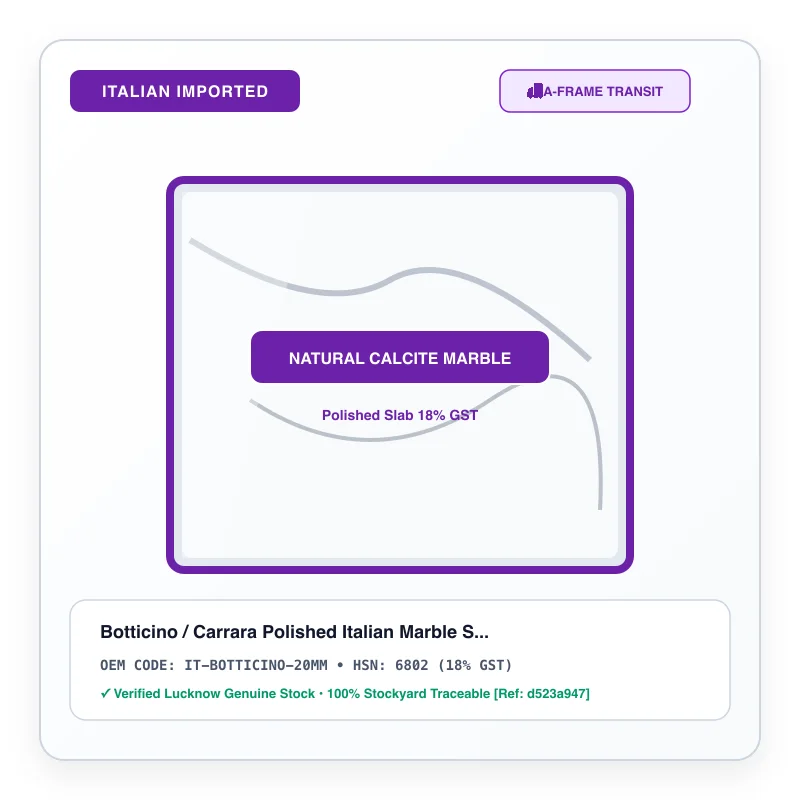 ITALIAN IMPORTED
A-FRAME TRANSIT
NATURAL CALCITE MARBLE
Polished Slab 18% GST
Botticino / Carrara Polished Italian Marble S...
OEM CODE: IT-BOTTICINO-20MM • HSN: 6802 (18% GST)
✓ Verified Lucknow Genuine Stock · 100% Stockyard Traceable [Ref: d523a947]